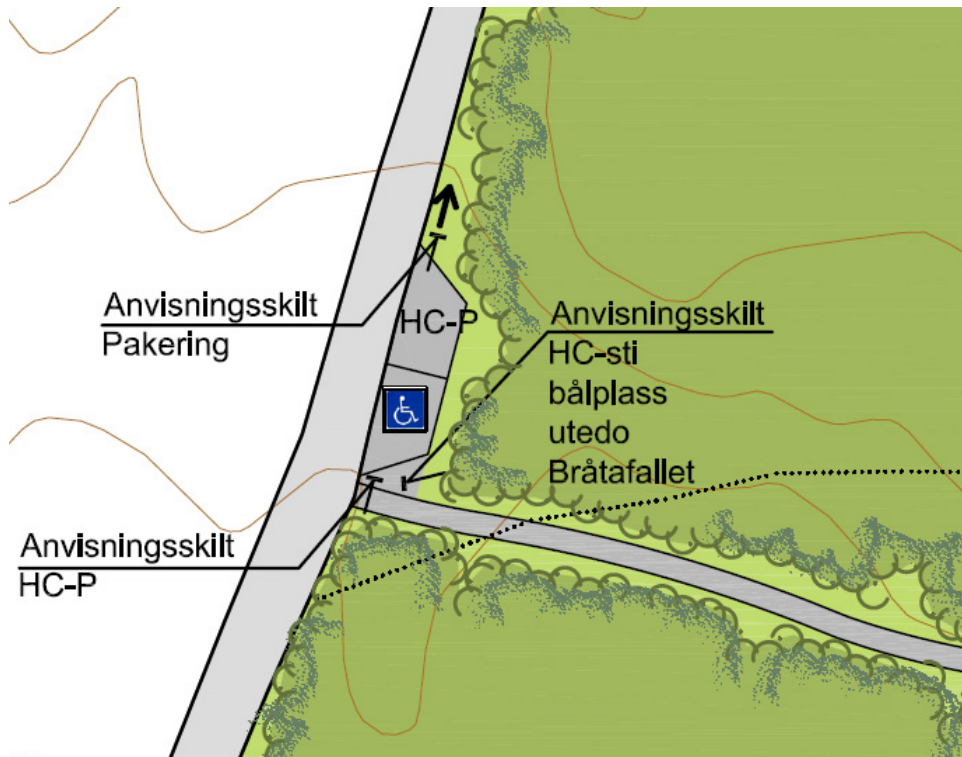 Anvisningsskilt
Pakering
HC-P
Anvisningsskilt
HC-sti
bålplass
utedo
Bråtafallet
Anvisningsskilt
HC-P